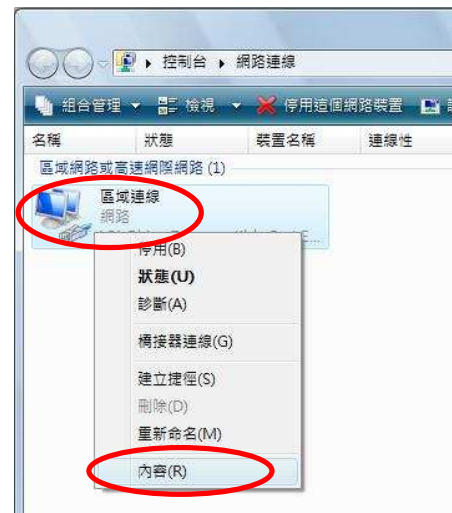 控制台 ▸ 網路連線
組合管理 檢視 停用這個網路裝置
名稱 狀態 裝置名稱 連線性
區域網路或高速網際網路 (1)
區域連線
網路
停用(B)
狀態(U)
診斷(A)
橋接器連線(G)
建立捷徑(S)
刪除(D)
重新命名(M)
內容(R)